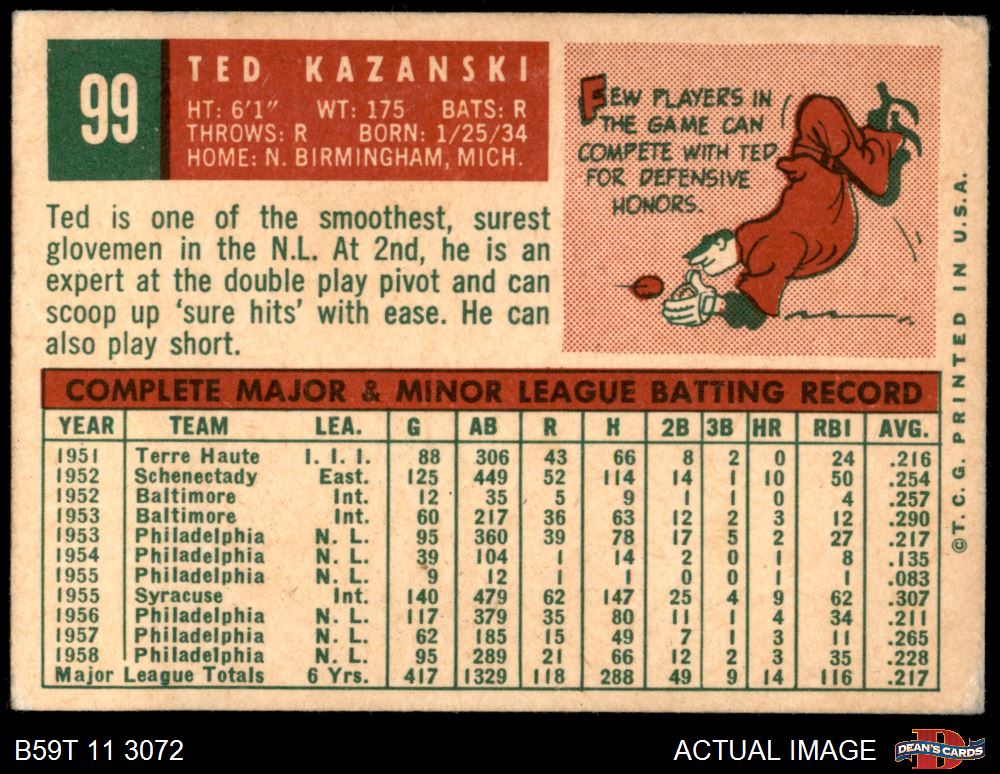 99
TED KAZANSKI
HT: 6'1" WT: 175 BATS: R
THROWS: R BORN: 1/25/34
HOME: N. BIRMINGHAM, MICH.
FEW PLAYERS IN
THE GAME CAN
COMPETE WITH TED
FOR DEFENSIVE
HONORS.
Ted is one of the smoothest, surest
glovemen in the N.L. At 2nd, he is an
expert at the double play pivot and can
scoop up 'sure hits' with ease. He can
also play short.
COMPLETE MAJOR & MINOR LEAGUE BATTING RECORD
YEAR TEAM LEA. G AB R H 2B 3B HR RBI AVG.
1951 Terre Haute I. I. I. 88 306 43 66 8 2 0 24 .216
1952 Schenectady East. 125 449 52 114 14 1 10 50 .254
1952 Baltimore Int. 12 35 5 9 1 1 0 4 .257
1953 Baltimore Int. 60 217 36 63 12 2 3 12 .290
1953 Philadelphia N. L. 95 360 39 78 17 5 2 27 .217
1954 Philadelphia N. L. 39 104 1 14 2 0 1 8 .135
1955 Philadelphia N. L. 9 12 1 1 0 0 1 1 .083
1955 Syracuse Int. 140 479 62 147 25 4 9 62 .307
1956 Philadelphia N. L. 117 379 35 80 11 1 4 34 .211
1957 Philadelphia N. L. 62 185 15 49 7 1 3 11 .265
1958 Philadelphia N. L. 95 289 21 66 12 2 3 35 .228
Major League Totals 6 Yrs. 417 1329 118 288 49 9 14 116 .217
©T. C. G. PRINTED IN U.S.A.
B59T 11 3072
ACTUAL IMAGE
D
DEAN'S CARDS